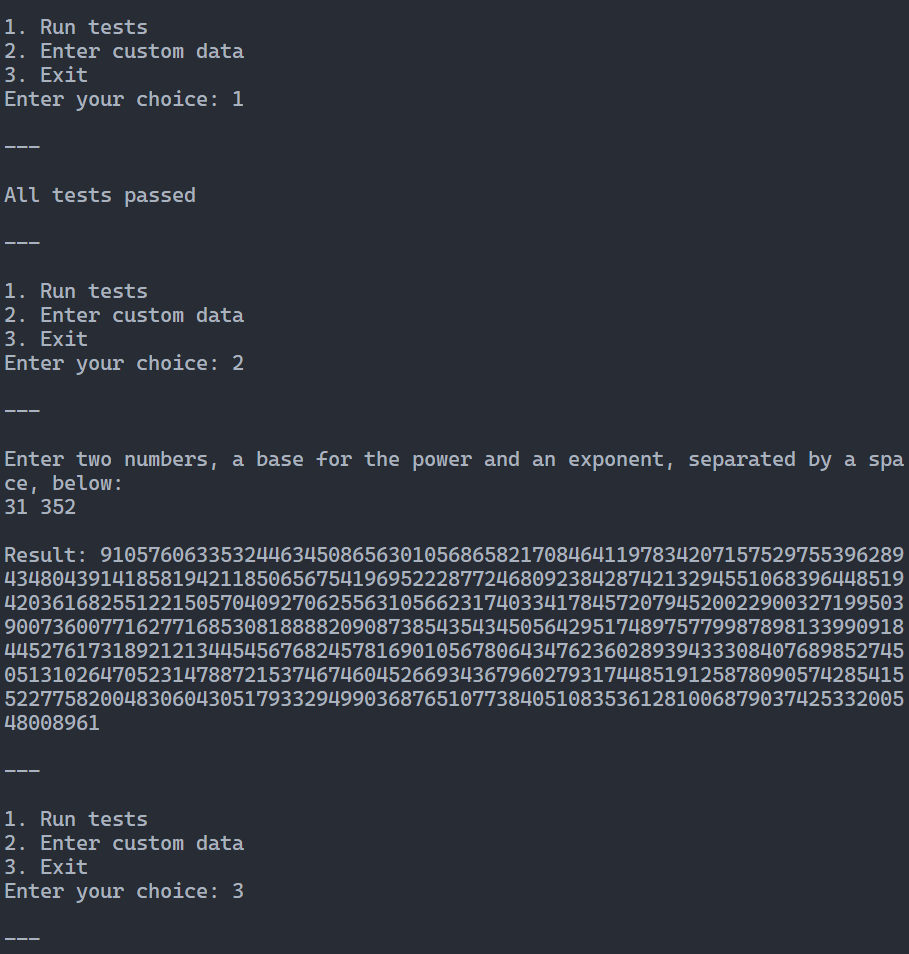 1. Run tests
2. Enter custom data
3. Exit
Enter your choice: 1
———
All tests passed
———
1. Run tests
2. Enter custom data
3. Exit
Enter your choice: 2
———
Enter two numbers, a base for the power and an exponent, separated by a spa
ce, below:
31 352
Result: 9105760633532446345086563010568658217084641197834207157529755396289
434804391418581942118506567541969522287724680923842874213294551068396448519
420361682551221505704092706255631056623174033417845720794520022900327199503
900736007716277168530818888209087385435434505642951748975779987898133990918
445276173189212134454567682457816901056780643476236028939433308407689852745
051310264705231478872153746746045266934367960279317448519125878090574285415
522775820048306043051793329499036876510773840510835361281006879037425332005
48008961
———
1. Run tests
2. Enter custom data
3. Exit
Enter your choice: 3
———